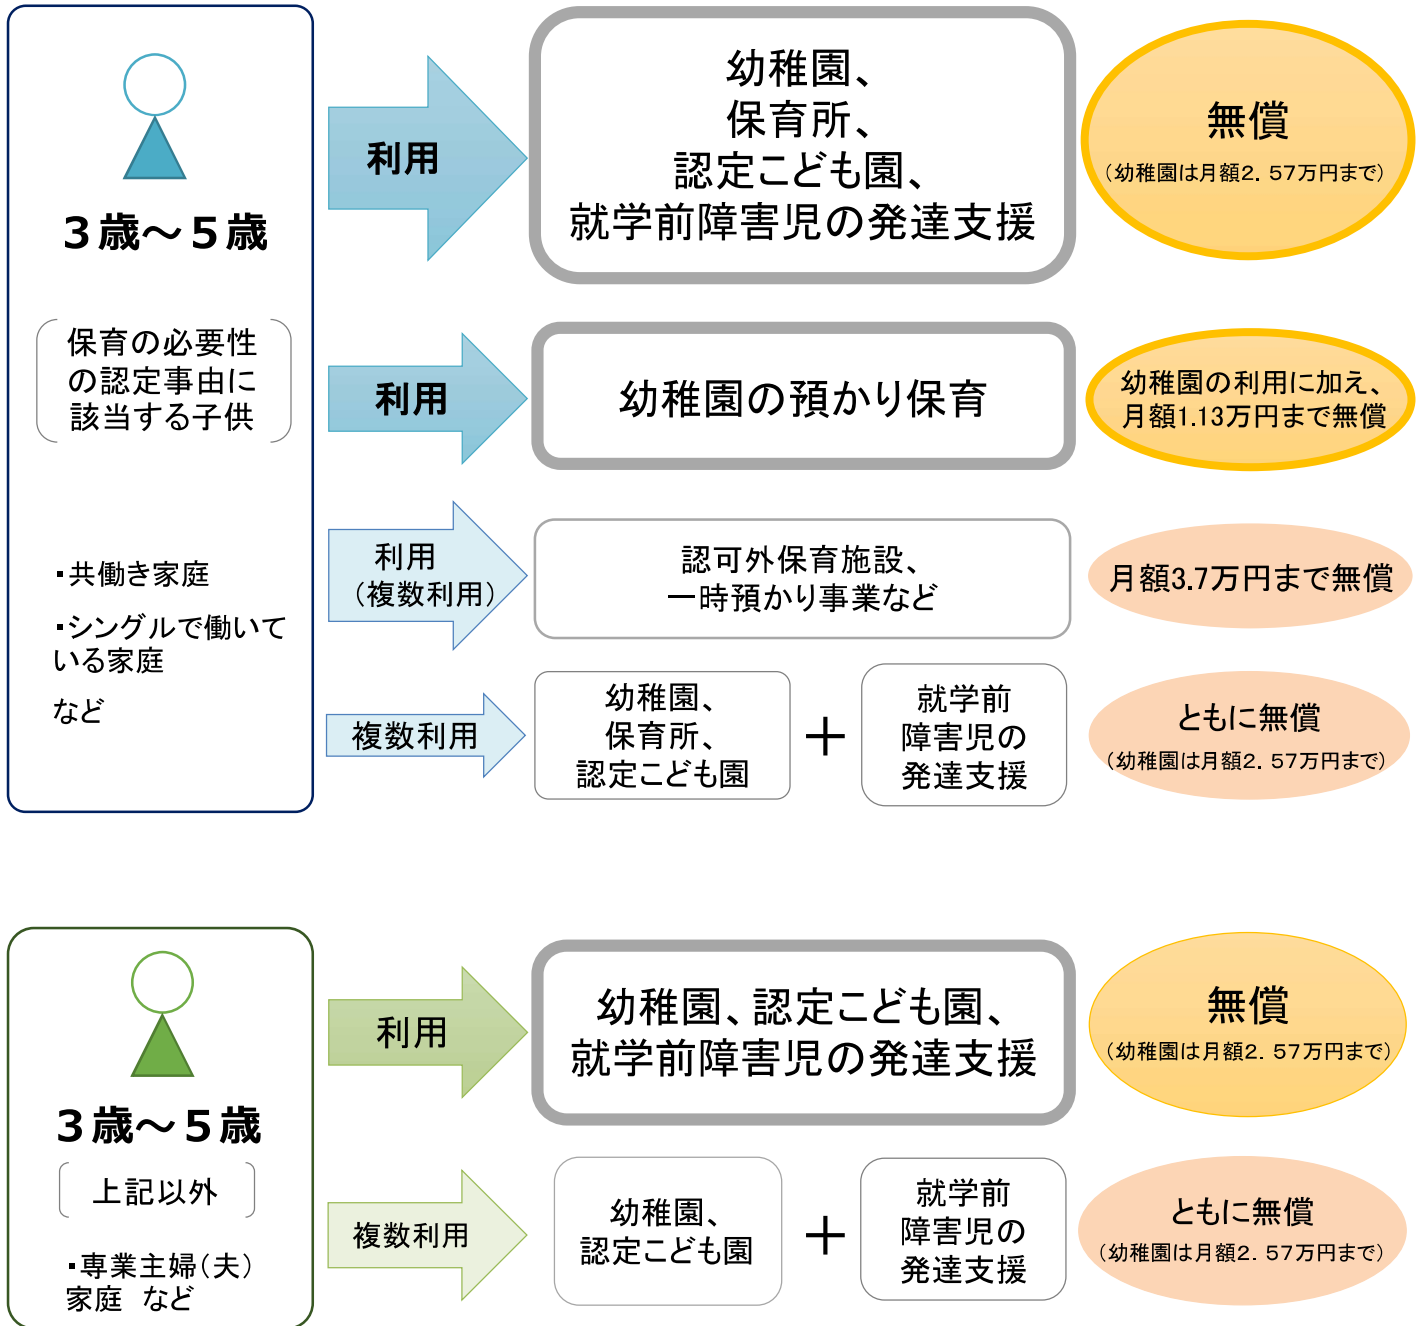 ３歳～５歳
保育の必要性
の認定事由に
該当する子供
・共働き家庭
・シングルで働いて
いる家庭
など
利用
幼稚園、
保育所、
認定こども園、
就学前障害児の発達支援
無償
（幼稚園は月額2．57万円まで）
利用
幼稚園の預かり保育
幼稚園の利用に加え、
月額1.13万円まで無償
利用
（複数利用）
認可外保育施設、
一時預かり事業など
月額3.7万円まで無償
複数利用
幼稚園、
保育所、
認定こども園
＋
就学前
障害児の
発達支援
ともに無償
（幼稚園は月額2．57万円まで）
３歳～５歳
上記以外
・専業主婦（夫）
家庭　など
利用
幼稚園、認定こども園、
就学前障害児の発達支援
無償
（幼稚園は月額2．57万円まで）
複数利用
幼稚園、
認定こども園
＋
就学前
障害児の
発達支援
ともに無償
（幼稚園は月額2．57万円まで）